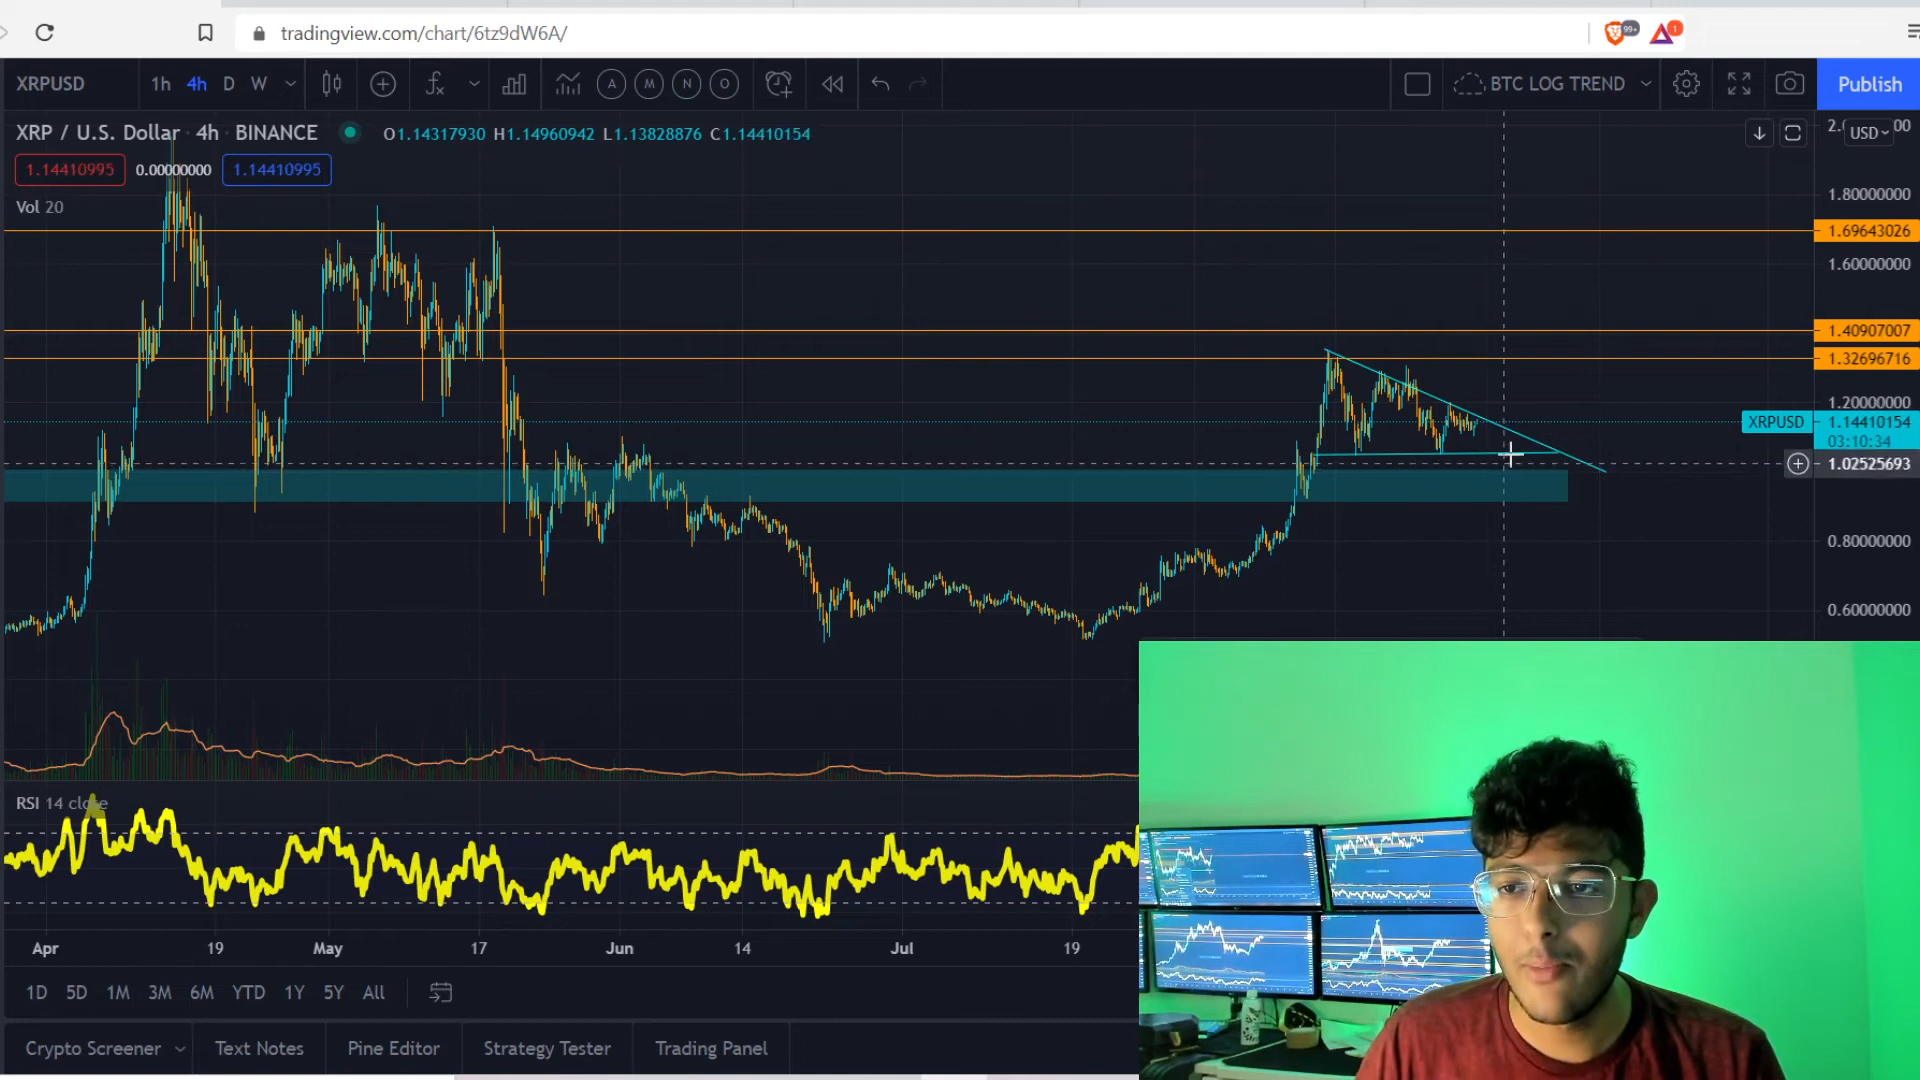 tradingview.com/chart/6tz9dW6A/
99+
1
XRPUSD 1h 4h D W A M N O BTC LOG TREND Publish
XRP / U.S. Dollar · 4h · BINANCE O1.14317930 H1.14960942 L1.13828876 C1.14410154
USD
1.14410995 0.00000000 1.14410995
1.80000000
Vol 20
1.69643026
1.60000000
1.40907007
1.32696716
1.20000000
XRPUSD 1.14410154
03:10:34
1.02525693
0.80000000
0.60000000
RSI 14 close
Apr 19 May 17 Jun 14 Jul 19
1D 5D 1M 3M 6M YTD 1Y 5Y All
Crypto Screener Text Notes Pine Editor Strategy Tester Trading Panel